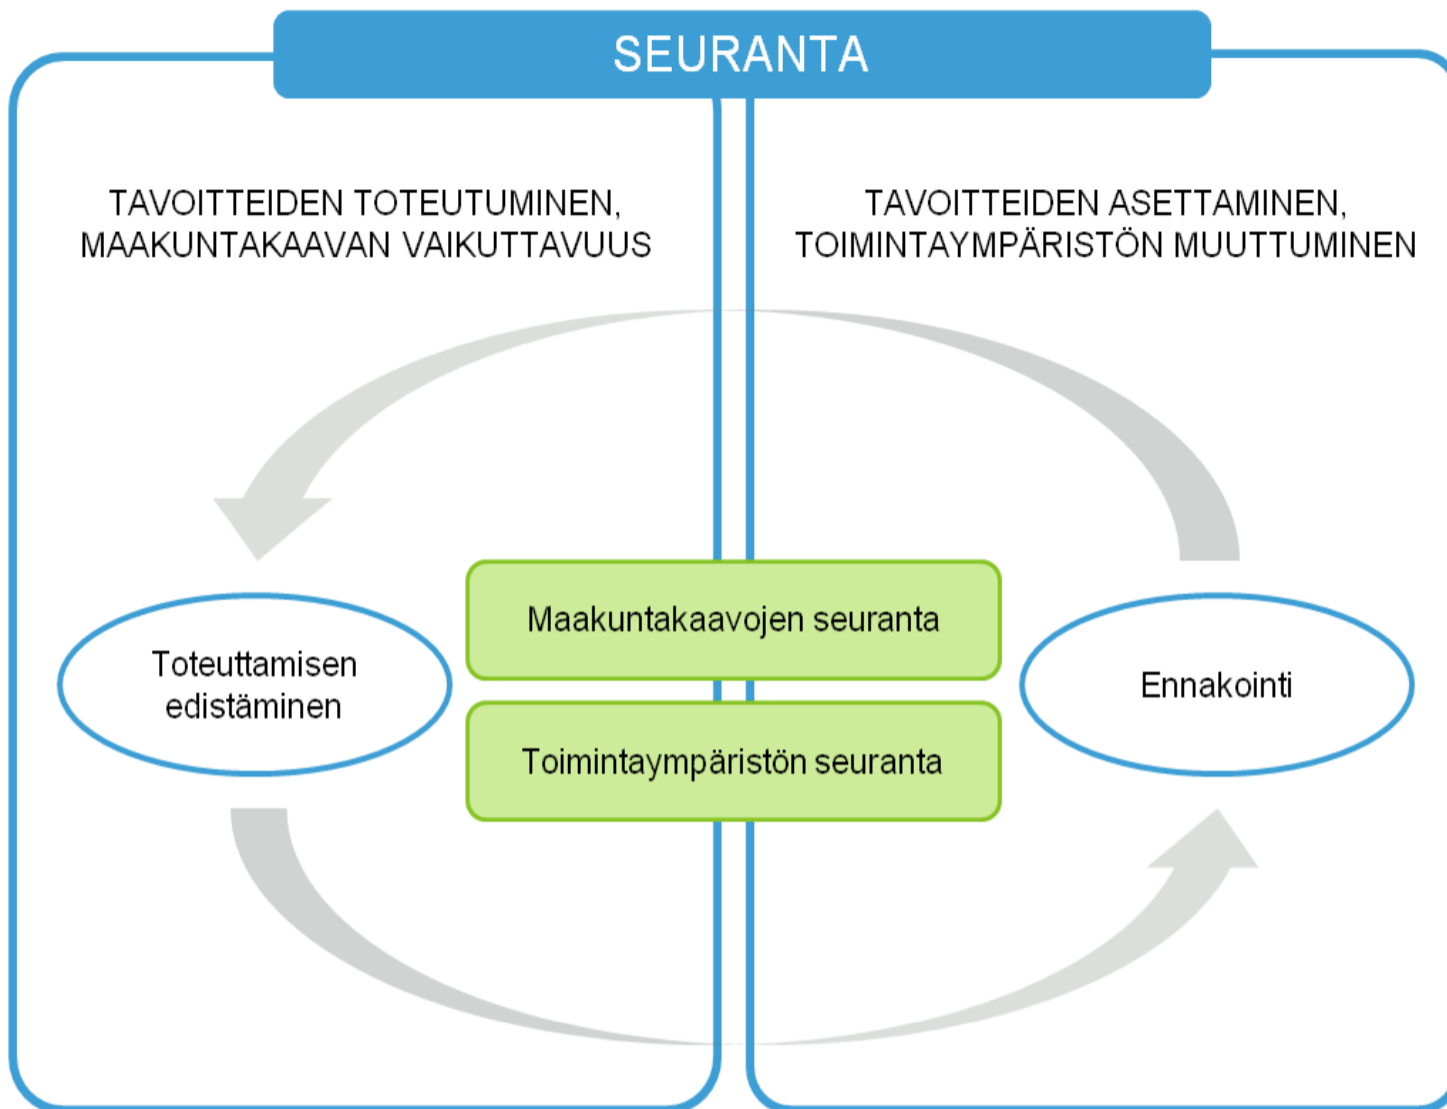 SEURANTA
TAVOITTEIDEN TOTEUTUMINEN,
MAAKUNTAKAAVAN VAIKUTTAVUUS
TAVOITTEIDEN ASETTAMINEN,
TOIMINTAYMPÄRISTÖN MUUTTUMINEN
Toteuttamisen
edistäminen
Maakuntakaavojen seuranta
Toimintaympäristön seuranta
Ennakointi